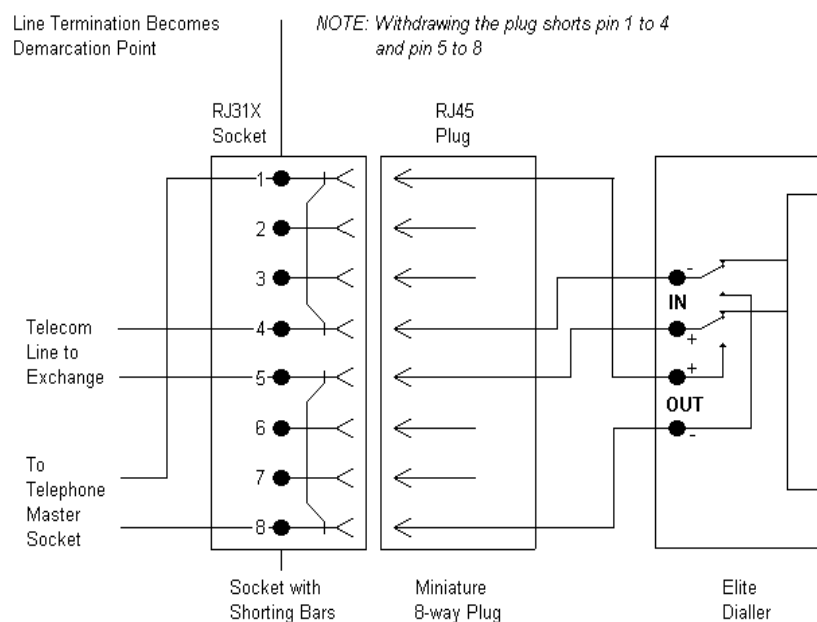 Line Termination Becomes
Demarcation Point
NOTE: Withdrawing the plug shorts pin 1 to 4
and pin 5 to 8
RJ31X
Socket
RJ45
Plug
1
2
3
4
5
6
7
8
Telecom
Line to
Exchange
To
Telephone
Master
Socket
-
IN
+
+
OUT
-
Socket with
Shorting Bars
Miniature
8-way Plug
Elite
Dialler